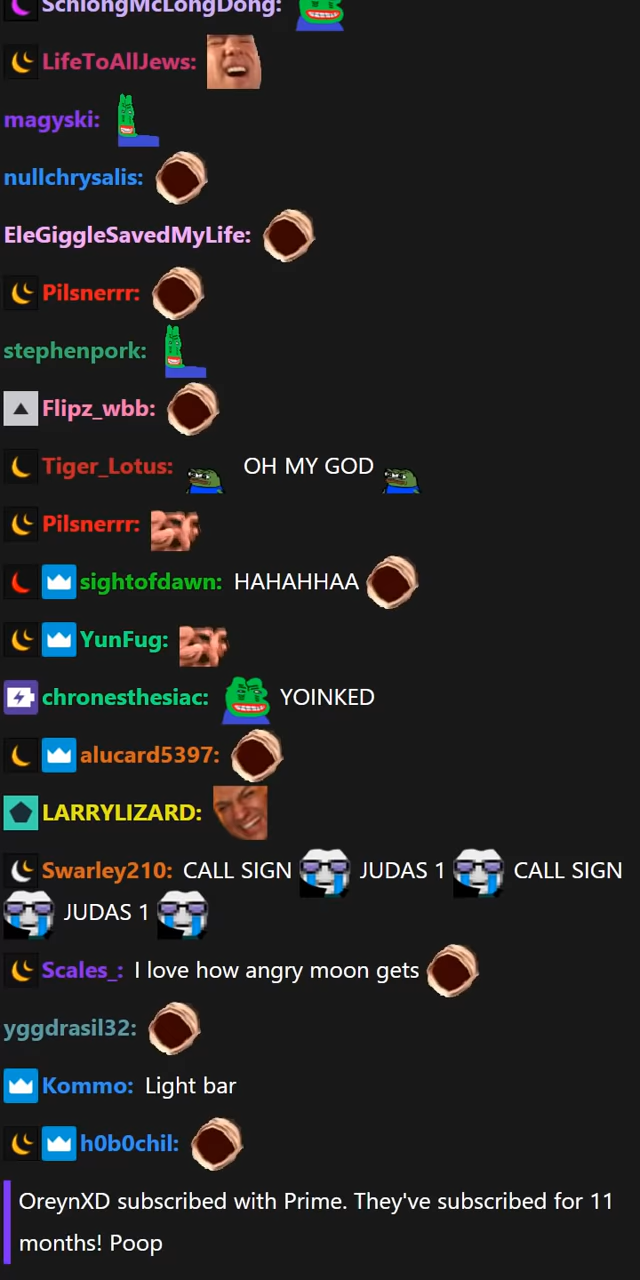 SchlongMcLongDong:
LifeToAllJews:
magyski:
nullchrysalis:
EleGiggleSavedMyLife:
Pilsnerrr:
stephenpork:
Flipz_wbb:
Tiger_Lotus: OH MY GOD
Pilsnerrr:
sightofdawn: HAHAHHAA
YunFug:
chronesthesiac: YOINKED
alucard5397:
LARRYLIZARD:
Swarley210: CALL SIGN JUDAS 1 CALL SIGN
JUDAS 1
Scales_: I love how angry moon gets
yggdrasil32:
Kommo: Light bar
h0b0chil:
OreynXD subscribed with Prime. They've subscribed for 11
months! Poop